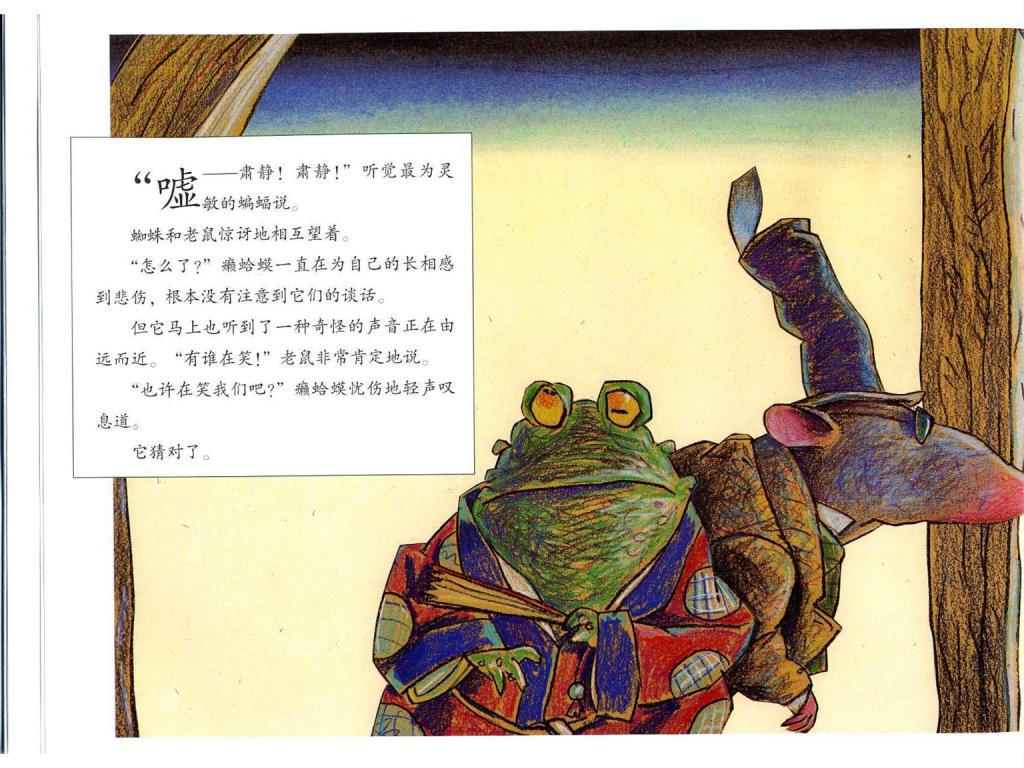 “嘘——肃静！肃静！”听觉最为灵
敏的蝙蝠说。
蜘蛛和老鼠惊讶地相互望着。
“怎么了？”癞蛤蟆一直在为自己的长相感
到悲伤，根本没有注意到它们的谈话。
但它马上也听到了一种奇怪的声音正在由
远而近。“有谁在笑！”老鼠非常肯定地说。
“也许在笑我们吧？”癞蛤蟆忧伤地轻声叹
息道。
它猜对了。